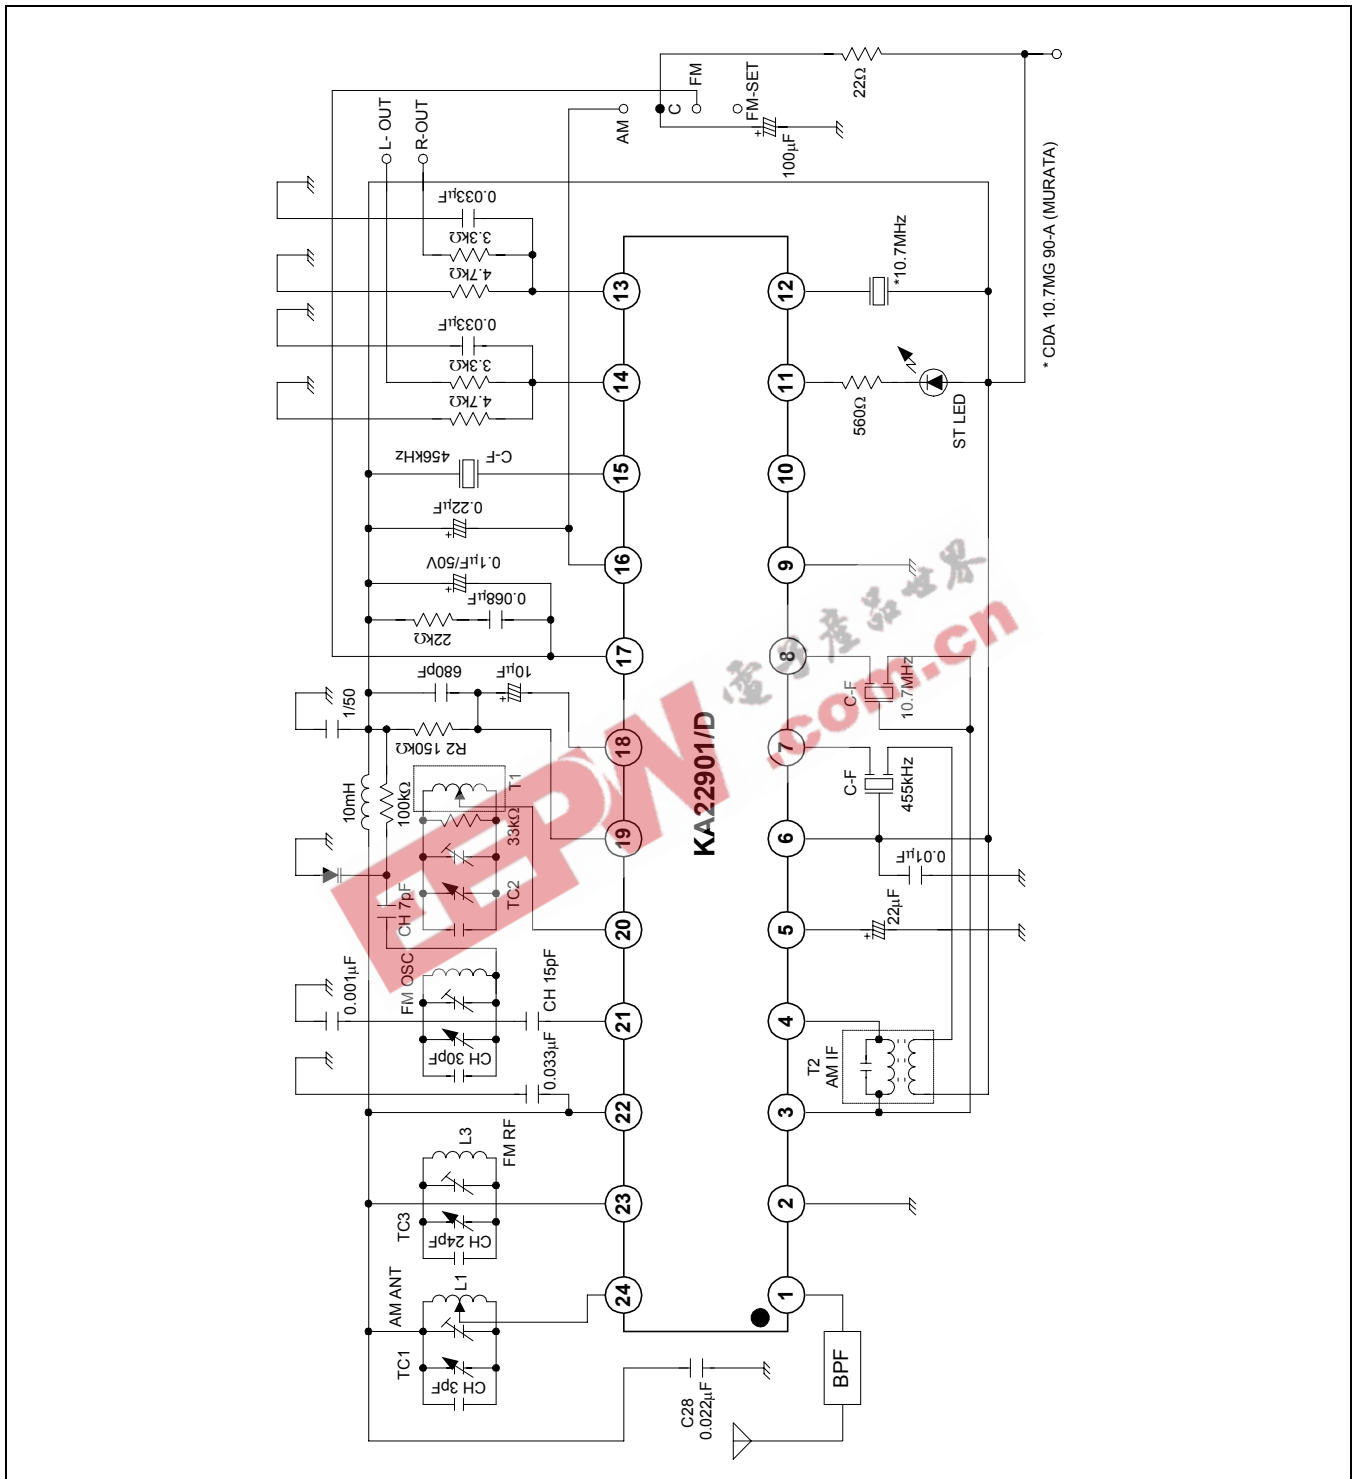 22Ω
FM
FM-SET
C
AM
100μF
L- OUT
R-OUT
* CDA 10.7MG 90-A (MURATA)
0.033μF
3.3kΩ
4.7kΩ
0.033μF
3.3kΩ
4.7kΩ
13
12
*10.7MHz
14
11
560Ω
ST LED
456kHz
C-F
15
10
0.22μF
0.1μF/50V
16
9
22kΩ
0.068μF
17
8
C-F
10.7MHz
680pF
10μF
1/50
R2 150kΩ
18
7
C-F
455kHz
10mH
100kΩ
T1
33kΩ
19
KA22901/D
6
0.01μF
CH 7pF
TC2
20
5
22μF
0.001μF
FM OSC
CH 15pF
21
4
CH 30pF
0.033μF
T2
AM IF
22
3
L3
FM RF
TC3
CH 24pF
23
2
AM ANT
L1
24
1
TC1
CH 3pF
C28
0.022μF
BPF
EEPW
.com.cn
電子產品世界